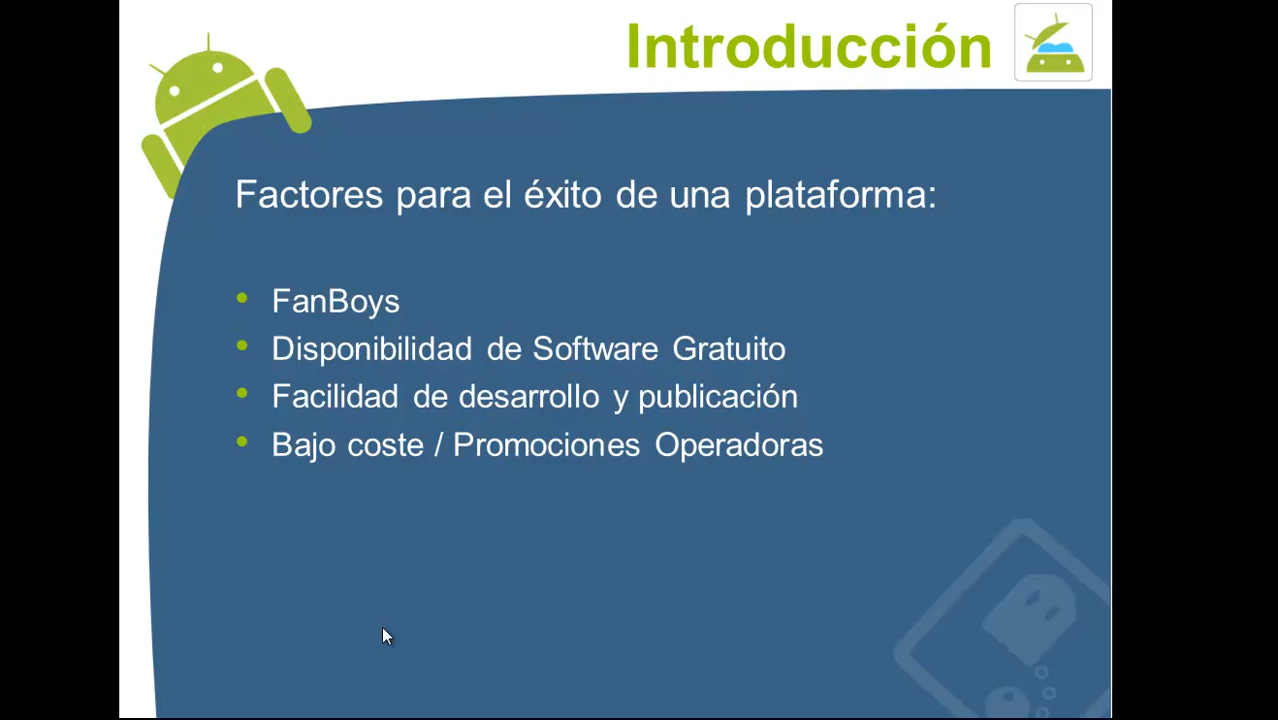 Introducción
Factores para el éxito de una plataforma:
• FanBoys
• Disponibilidad de Software Gratuito
• Facilidad de desarrollo y publicación
• Bajo coste / Promociones Operadoras